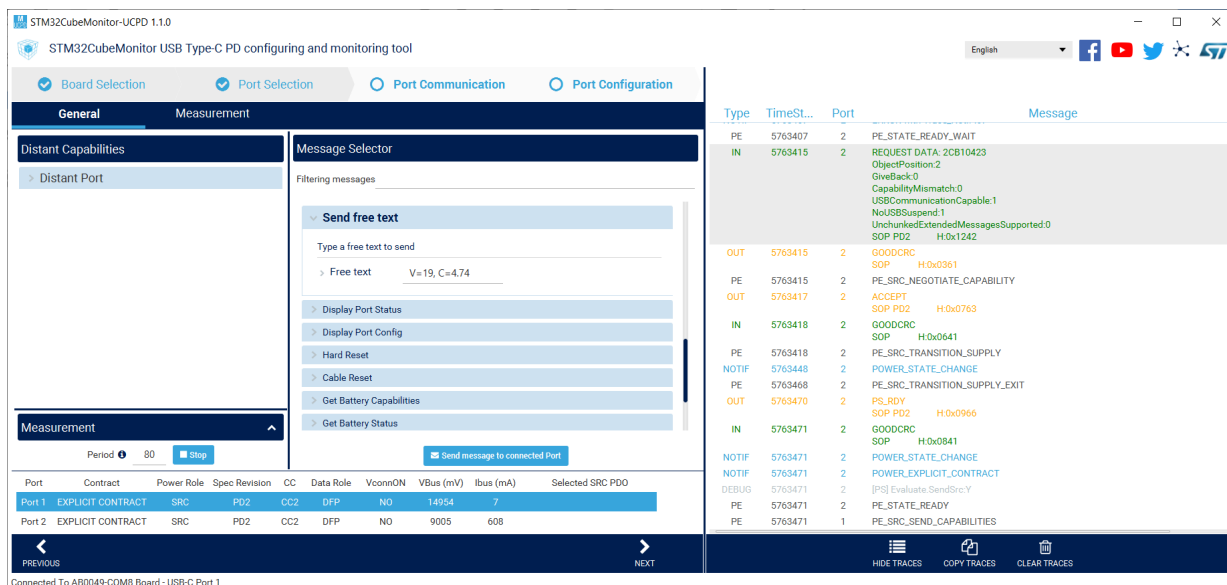 STM32CubeMonitor-UCPD 1.1.0
STM32CubeMonitor USB Type-C PD configuring and monitoring tool
English
Board Selection
Port Selection
Port Communication
Port Configuration
General
Measurement
Distant Capabilities
Distant Port
Message Selector
Filtering messages
Send free text
Type a free text to send
Free text V=19, C=4.74
Display Port Status
Display Port Config
Hard Reset
Cable Reset
Get Battery Capabilities
Get Battery Status
Send message to connected Port
Measurement
Period 80 Stop
Port Contract Power Role Spec Revision CC Data Role VconnON VBus (mV) Ibus (mA) Selected SRC PDO
Port 1 EXPLICIT CONTRACT SRC PD2 CC2 DFP NO 14954 7
Port 2 EXPLICIT CONTRACT SRC PD2 CC2 DFP NO 9005 608
PREVIOUS
NEXT
Connected To AB0049-COM8 Board - USB-C Port 1
Type TimeSt... Port Message
PE 5763407 2 PE_STATE_READY_WAIT
IN 5763415 2 REQUEST DATA: 2CB10423
ObjectPosition:2
GiveBack:0
CapabilityMismatch:0
USBCommunicationCapable:1
NoUSBSuspend:1
UnchunkedExtendedMessagesSupported:0
SOP PD2 H:0x1242
OUT 5763415 2 GOODCRC
SOP H:0x0361
PE 5763415 2 PE_SRC_NEGOTIATE_CAPABILITY
OUT 5763417 2 ACCEPT
SOP PD2 H:0x0763
IN 5763418 2 GOODCRC
SOP H:0x0641
PE 5763418 2 PE_SRC_TRANSITION_SUPPLY
NOTIF 5763448 2 POWER_STATE_CHANGE
PE 5763468 2 PE_SRC_TRANSITION_SUPPLY_EXIT
OUT 5763470 2 PS_RDY
SOP PD2 H:0x0966
IN 5763471 2 GOODCRC
SOP H:0x0841
NOTIF 5763471 2 POWER_STATE_CHANGE
NOTIF 5763471 2 POWER_EXPLICIT_CONTRACT
DEBUG 5763471 2 [PS] Evaluate.SendSrc:Y
PE 5763471 2 PE_STATE_READY
PE 5763471 1 PE_SRC_SEND_CAPABILITIES
HIDE TRACES
COPY TRACES
CLEAR TRACES